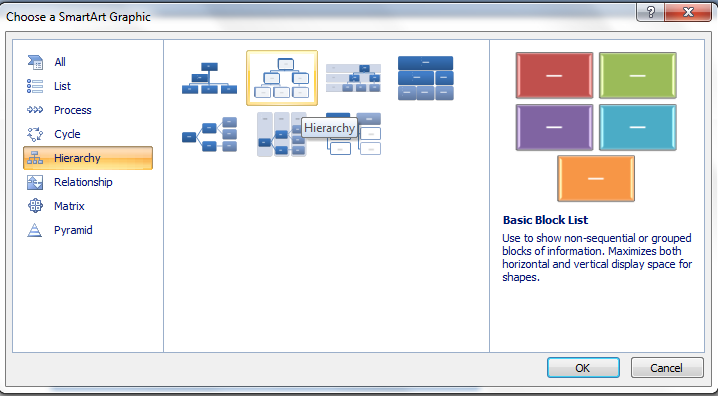 Choose a SmartArt Graphic
All
List
Process
Cycle
Hierarchy
Relationship
Matrix
Pyramid
Hierarchy
Basic Block List
Use to show non-sequential or grouped
blocks of information. Maximizes both
horizontal and vertical display space for
shapes.
OK
Cancel